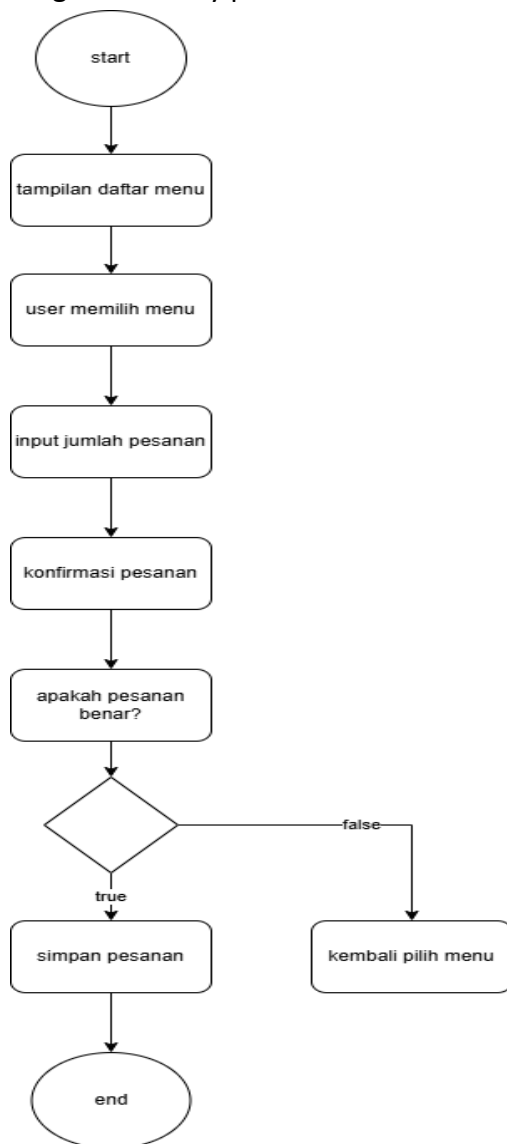 start
tampilan daftar menu
user memilih menu
input jumlah pesanan
konfirmasi pesanan
apakah pesanan
benar?
false
true
simpan pesanan
kembali pilih menu
end